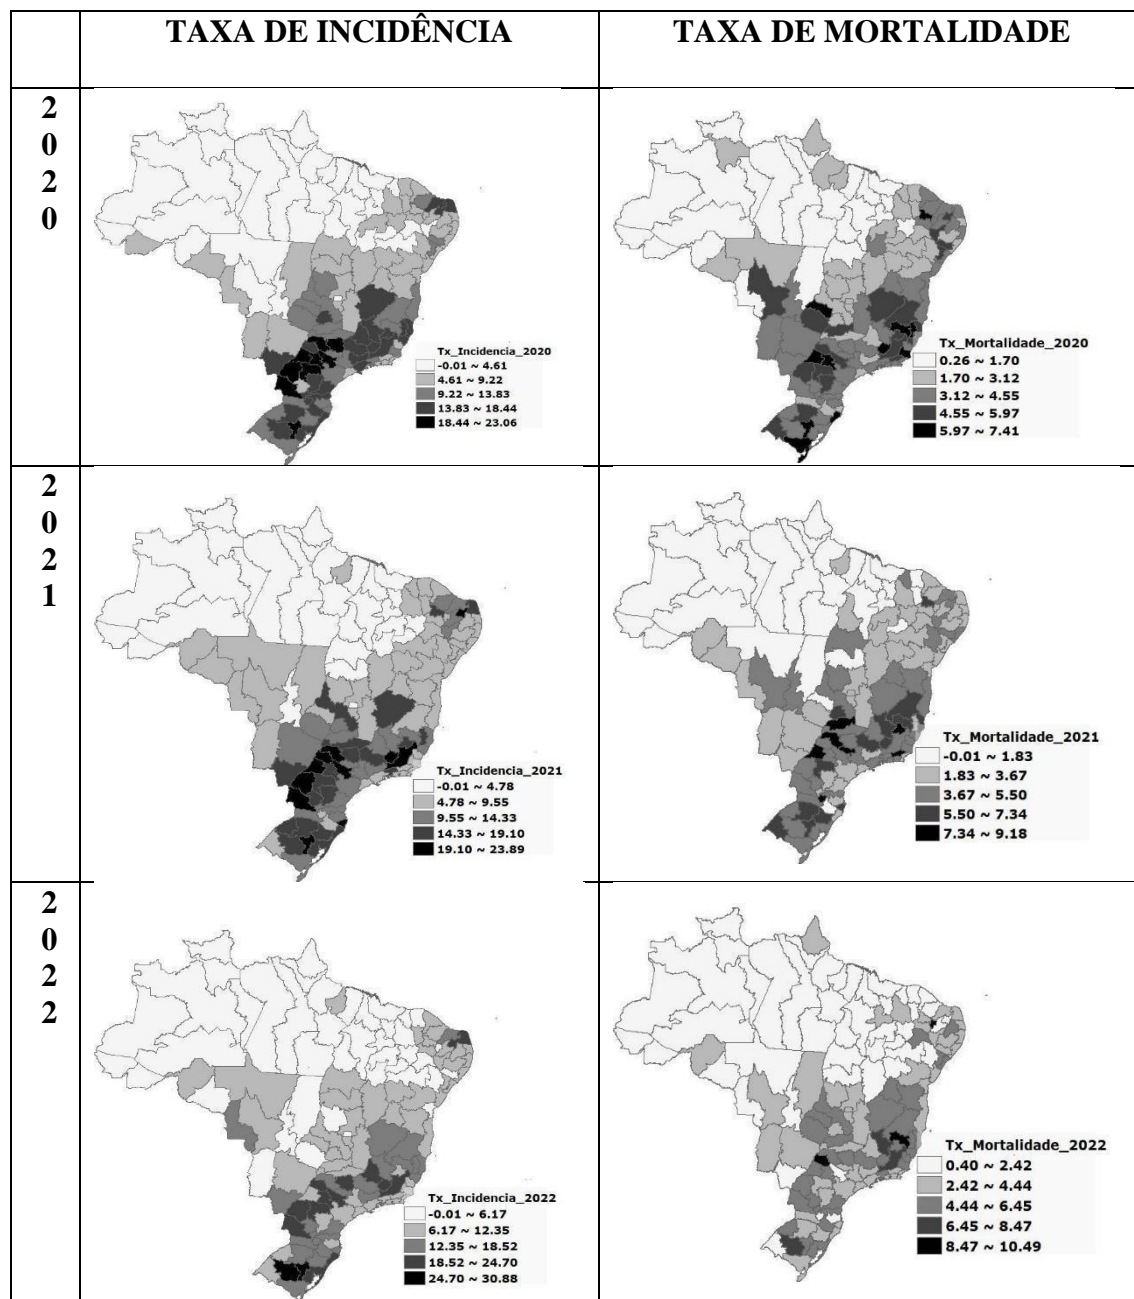 TAXA DE INCIDÊNCIA
TAXA DE MORTALIDADE
2
0
2
0
Tx_Incidencia_2020
-0.01 ~ 4.61
4.61 ~ 9.22
9.22 ~ 13.83
13.83 ~ 18.44
18.44 ~ 23.06
Tx_Mortalidade_2020
0.26 ~ 1.70
1.70 ~ 3.12
3.12 ~ 4.55
4.55 ~ 5.97
5.97 ~ 7.41
2
0
2
1
Tx_Incidencia_2021
-0.01 ~ 4.78
4.78 ~ 9.55
9.55 ~ 14.33
14.33 ~ 19.10
19.10 ~ 23.89
Tx_Mortalidade_2021
-0.01 ~ 1.83
1.83 ~ 3.67
3.67 ~ 5.50
5.50 ~ 7.34
7.34 ~ 9.18
2
0
2
2
Tx_Incidencia_2022
-0.01 ~ 6.17
6.17 ~ 12.35
12.35 ~ 18.52
18.52 ~ 24.70
24.70 ~ 30.88
Tx_Mortalidade_2022
0.40 ~ 2.42
2.42 ~ 4.44
4.44 ~ 6.45
6.45 ~ 8.47
8.47 ~ 10.49